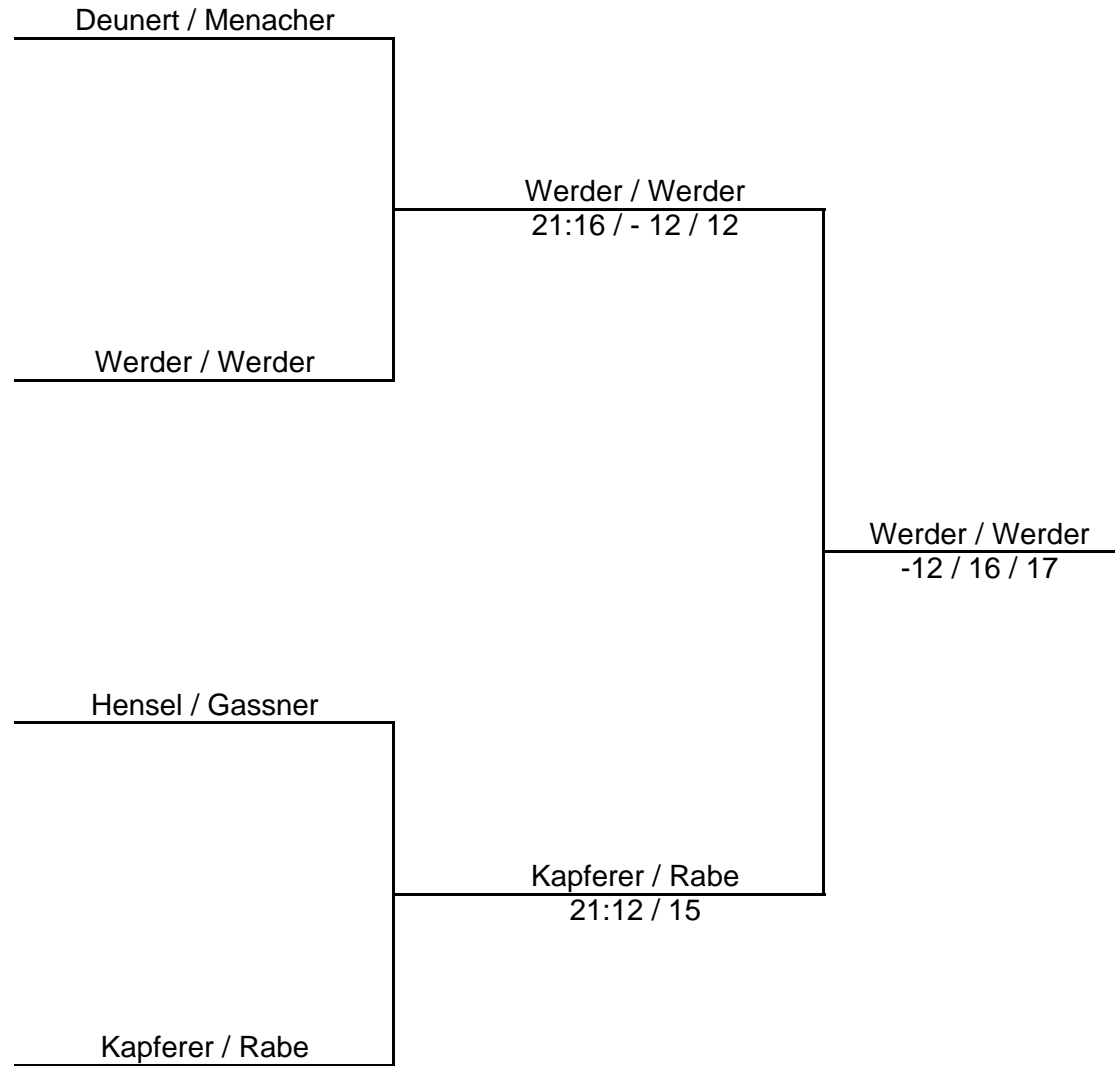 Deunert / Menacher
Werder / Werder
21:16 / - 12 / 12
Werder / Werder
Werder / Werder
-12 / 16 / 17
Hensel / Gassner
Kapferer / Rabe
21:12 / 15
Kapferer / Rabe